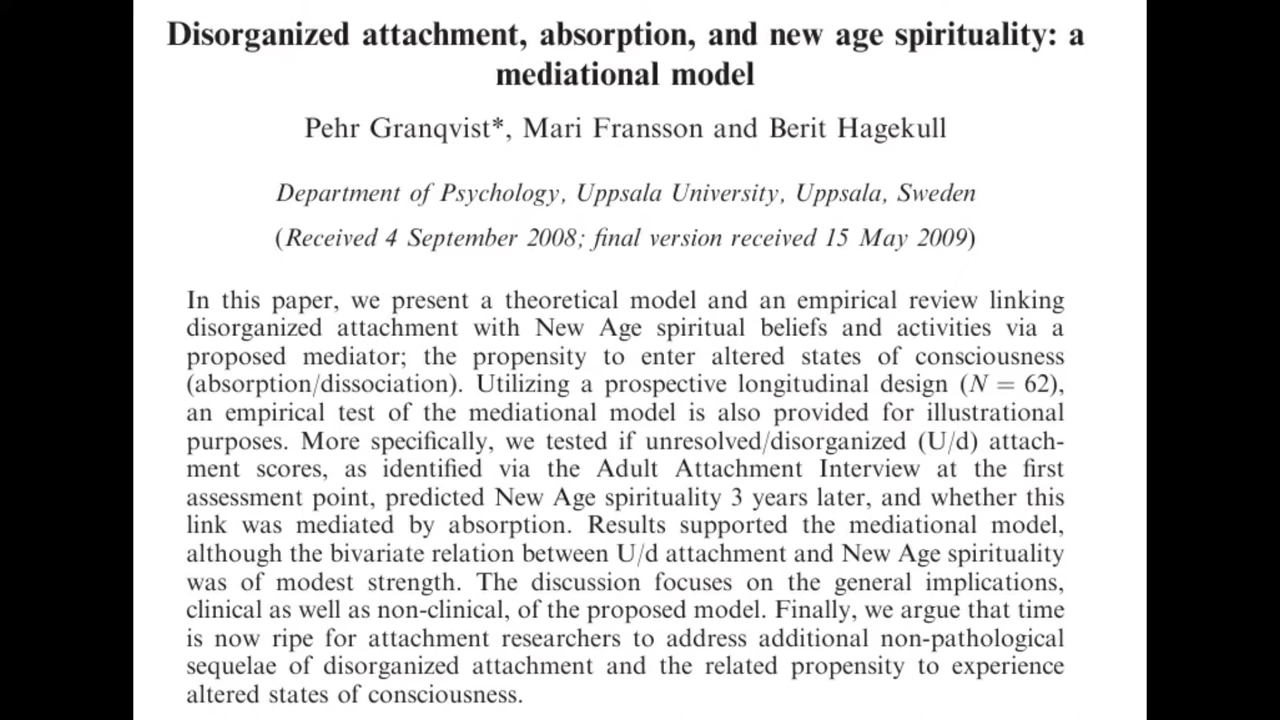 Disorganized attachment, absorption, and new age spirituality: a
mediational model
Pehr Granqvist*, Mari Fransson and Berit Hagekull
Department of Psychology, Uppsala University, Uppsala, Sweden
(Received 4 September 2008; final version received 15 May 2009)
In this paper, we present a theoretical model and an empirical review linking
disorganized attachment with New Age spiritual beliefs and activities via a
proposed mediator; the propensity to enter altered states of consciousness
(absorption/dissociation). Utilizing a prospective longitudinal design (N = 62),
an empirical test of the mediational model is also provided for illustrational
purposes. More specifically, we tested if unresolved/disorganized (U/d) attach-
ment scores, as identified via the Adult Attachment Interview at the first
assessment point, predicted New Age spirituality 3 years later, and whether this
link was mediated by absorption. Results supported the mediational model,
although the bivariate relation between U/d attachment and New Age spirituality
was of modest strength. The discussion focuses on the general implications,
clinical as well as non-clinical, of the proposed model. Finally, we argue that time
is now ripe for attachment researchers to address additional non-pathological
sequelae of disorganized attachment and the related propensity to experience
altered states of consciousness.